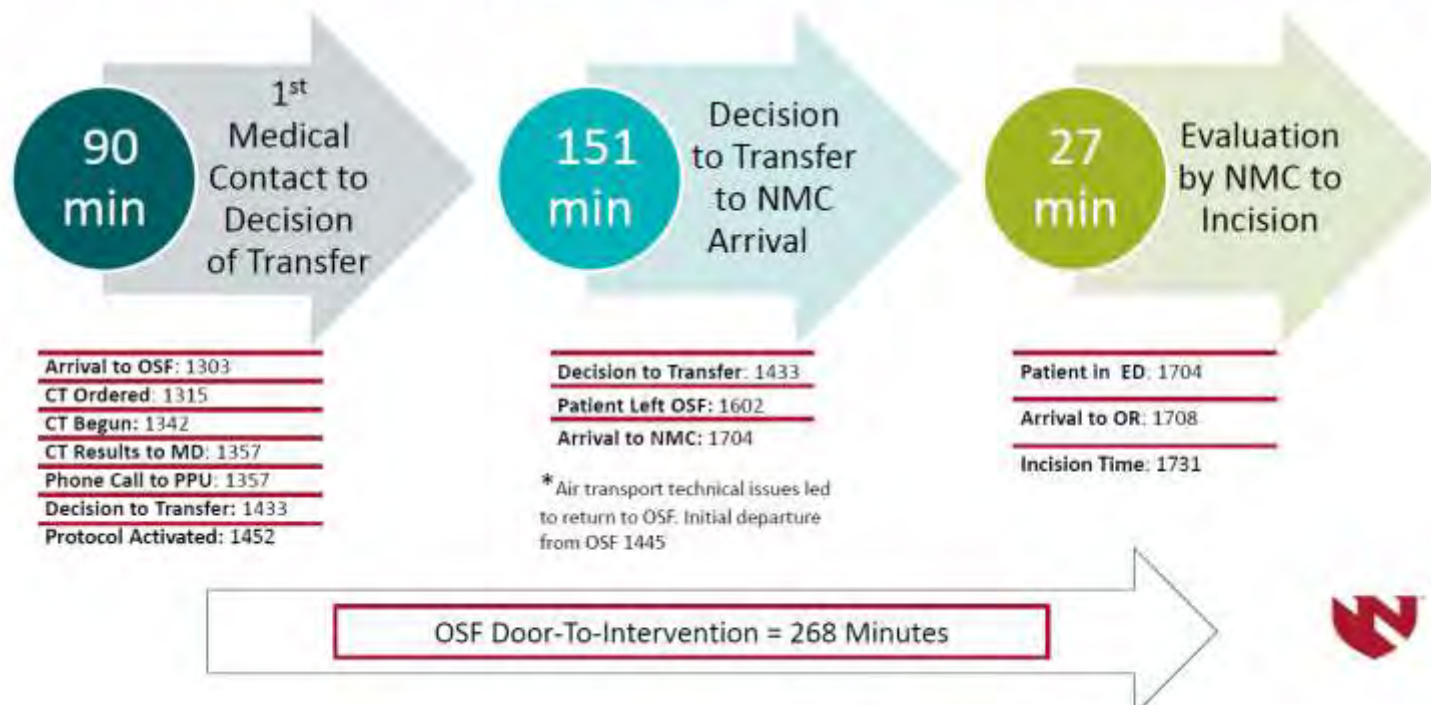 90
min
1st
Medical
Contact to
Decision
of Transfer
151
min
Decision
to Transfer
to NMC
Arrival
27
min
Evaluation
by NMC to
Incision
Arrival to OSF: 1303
CT Ordered: 1315
CT Begun: 1342
CT Results to MD: 1357
Phone Call to PPU: 1357
Decision to Transfer: 1433
Protocol Activated: 1452
Decision to Transfer: 1433
Patient Left OSF: 1602
Arrival to NMC: 1704
*Air transport technical issues led
to return to OSF. Initial departure
from OSF 1445
Patient in ED: 1704
Arrival to OR: 1708
Incision Time: 1731
OSF Door-To-Intervention = 268 Minutes
N